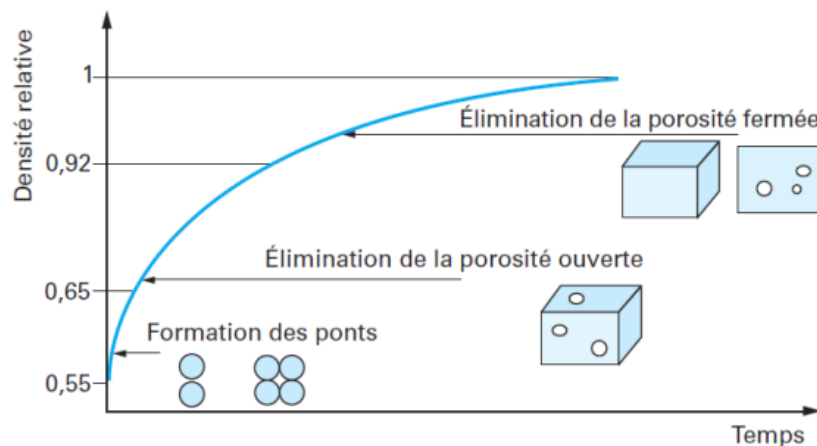 Densité relative
1
Élimination de la porosité fermée
0,92
Élimination de la porosité ouverte
0,65
Formation des ponts
0,55
Temps